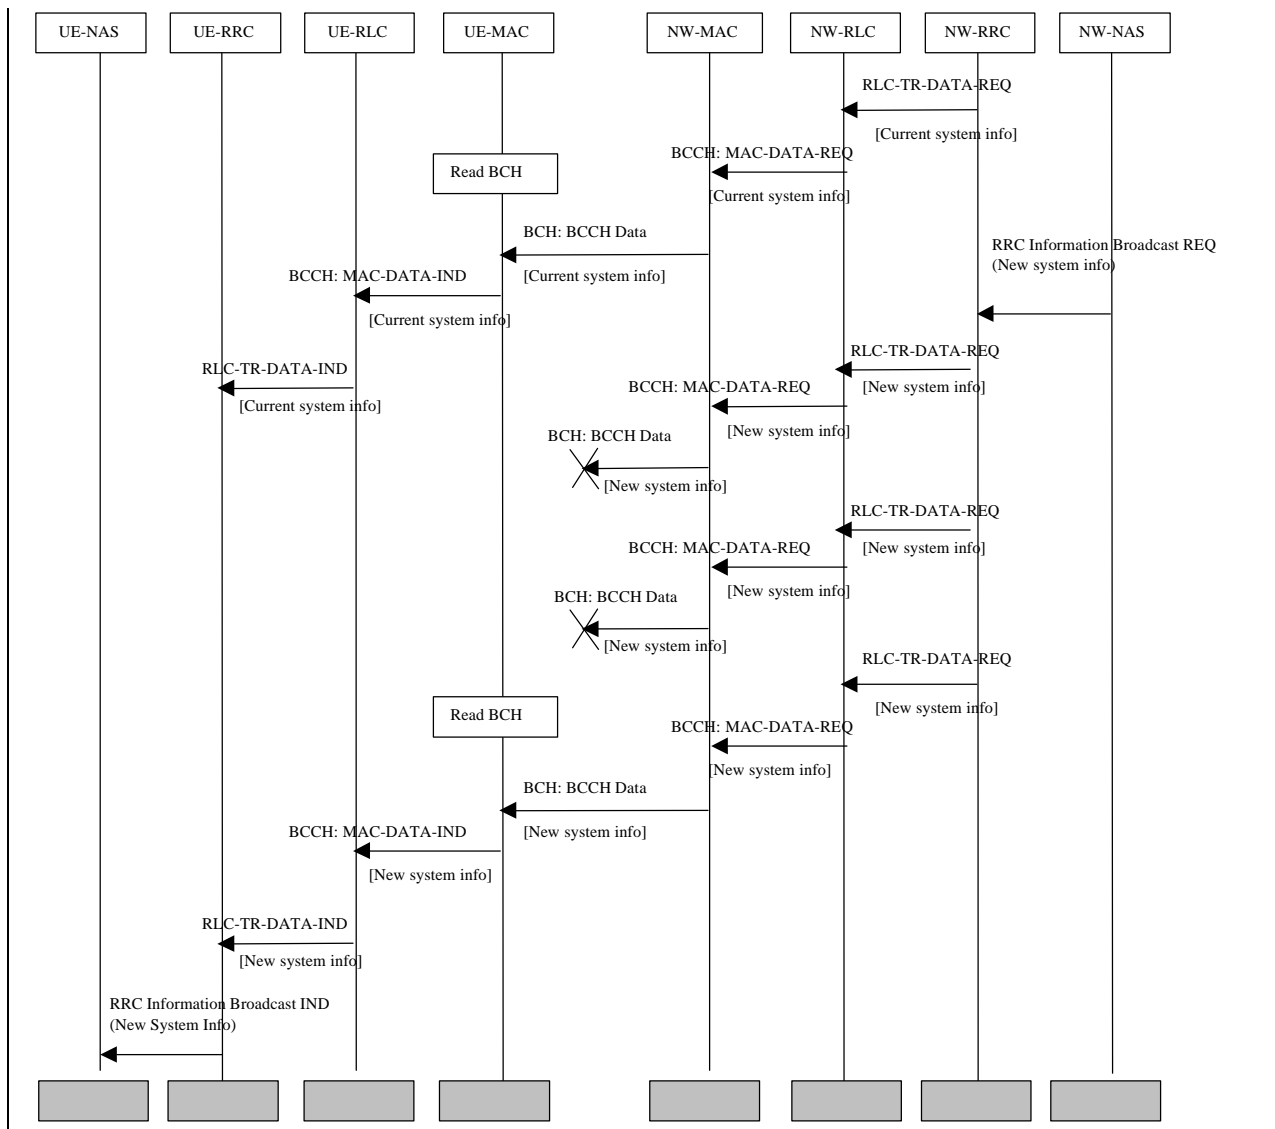 UE-NAS
UE-RRC
UE-RLC
UE-MAC
NW-MAC
NW-RLC
NW-RRC
NW-NAS
RLC-TR-DATA-REQ
[Current system info]
BCCH: MAC-DATA-REQ
Read BCH
[Current system info]
BCH: BCCH Data
RRC Information Broadcast REQ
(New system info)
[Current system info]
BCCH: MAC-DATA-IND
[Current system info]
RLC-TR-DATA-REQ
RLC-TR-DATA-IND
[New system info]
BCCH: MAC-DATA-REQ
[Current system info]
[New system info]
BCH: BCCH Data
[New system info]
RLC-TR-DATA-REQ
[New system info]
BCCH: MAC-DATA-REQ
[New system info]
BCH: BCCH Data
[New system info]
RLC-TR-DATA-REQ
[New system info]
Read BCH
BCCH: MAC-DATA-REQ
[New system info]
BCH: BCCH Data
[New system info]
BCCH: MAC-DATA-IND
[New system info]
RLC-TR-DATA-IND
[New system info]
RRC Information Broadcast IND
(New System Info)